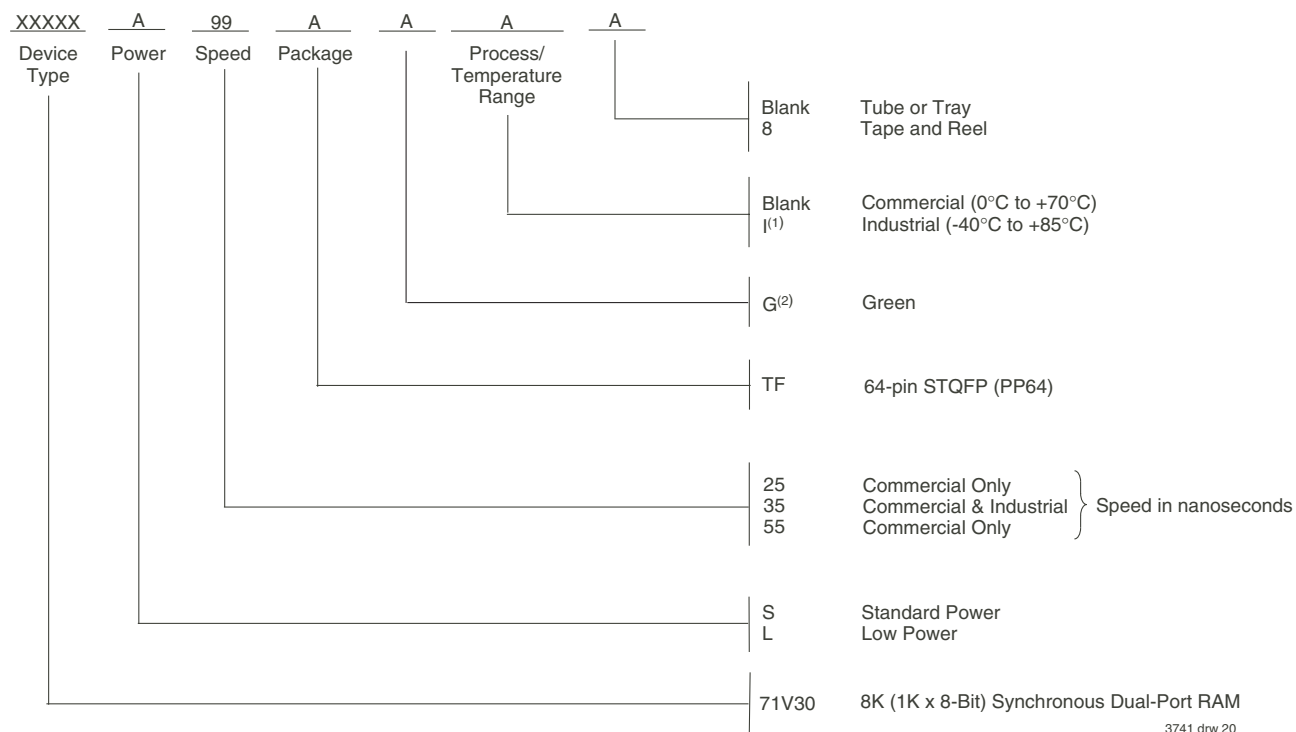 XXXXX A 99 A A A A
Device Type Power Speed Package Process/ Temperature Range
Blank Tube or Tray
8 Tape and Reel
Blank Commercial (0°C to +70°C)
I(1) Industrial (-40°C to +85°C)
G(2) Green
TF 64-pin STQFP (PP64)
25 Commercial Only
35 Commercial & Industrial Speed in nanoseconds
55 Commercial Only
S Standard Power
L Low Power
71V30 8K (1K x 8-Bit) Synchronous Dual-Port RAM
3741 drw 20